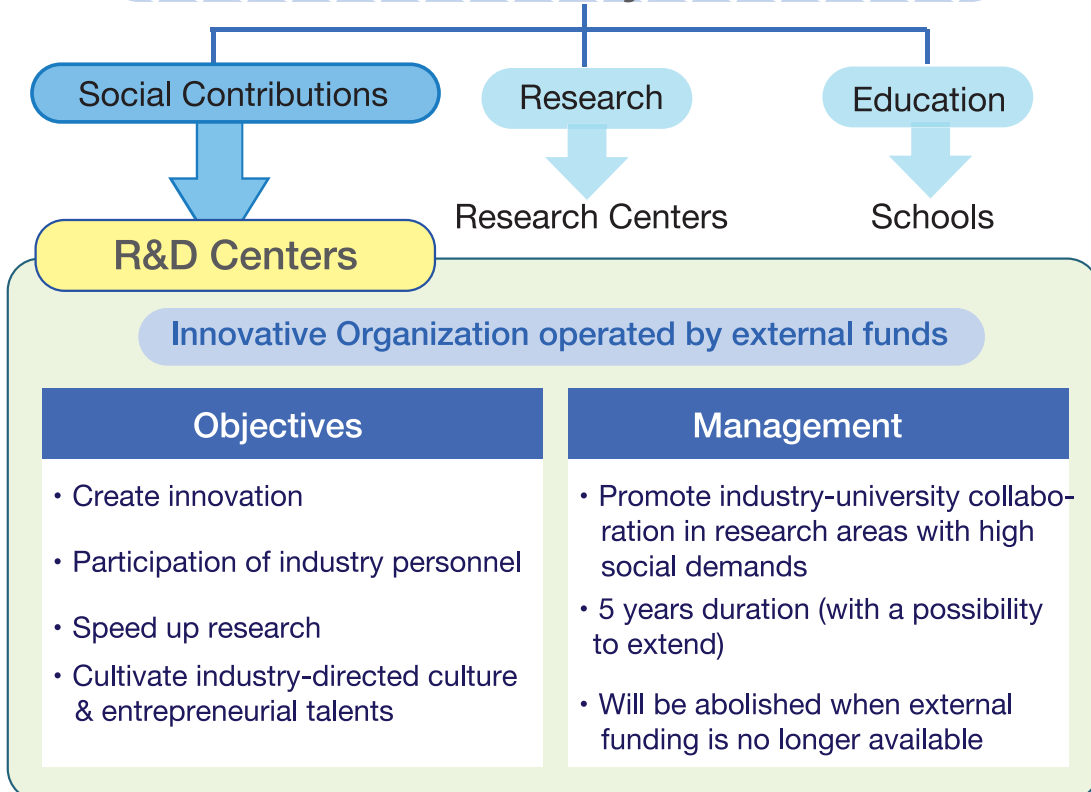 Social Contributions
Research
Education
Research Centers
Schools
R&D Centers
Innovative Organization operated by external funds
Objectives
・Create innovation
・Participation of industry personnel
・Speed up research
・Cultivate industry-directed culture
& entrepreneurial talents
Management
・Promote industry-university collabo-
ration in research areas with high
social demands
・5 years duration (with a possibility
to extend)
・Will be abolished when external
funding is no longer available